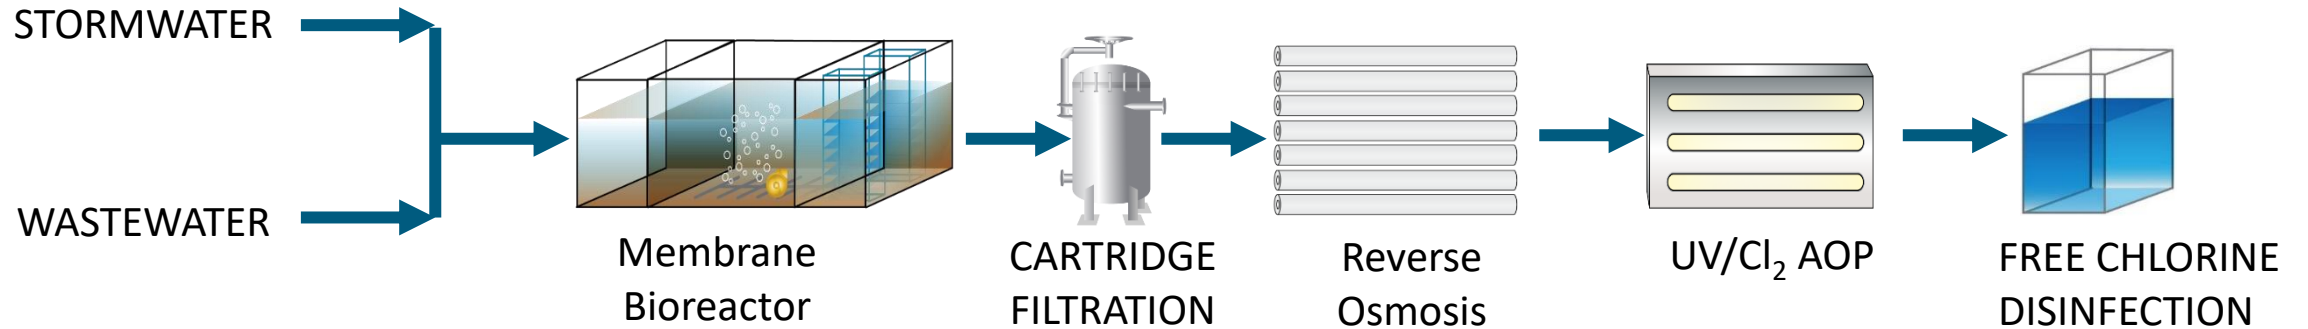 STORMWATER
WASTEWATER
Membrane
Bioreactor
CARTRIDGE
FILTRATION
Reverse
Osmosis
UV/Cl₂ AOP
FREE CHLORINE
DISINFECTION